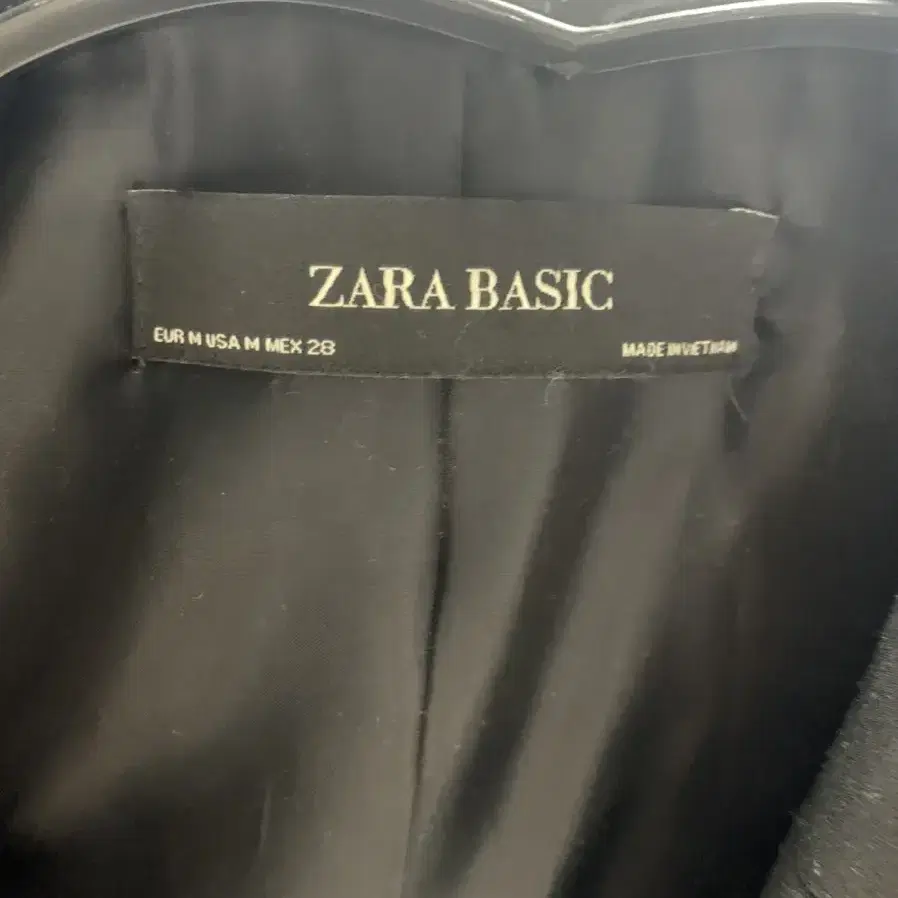 ZARA BASIC
EUR M USA M MEX 28
MADE IN VIETNAM